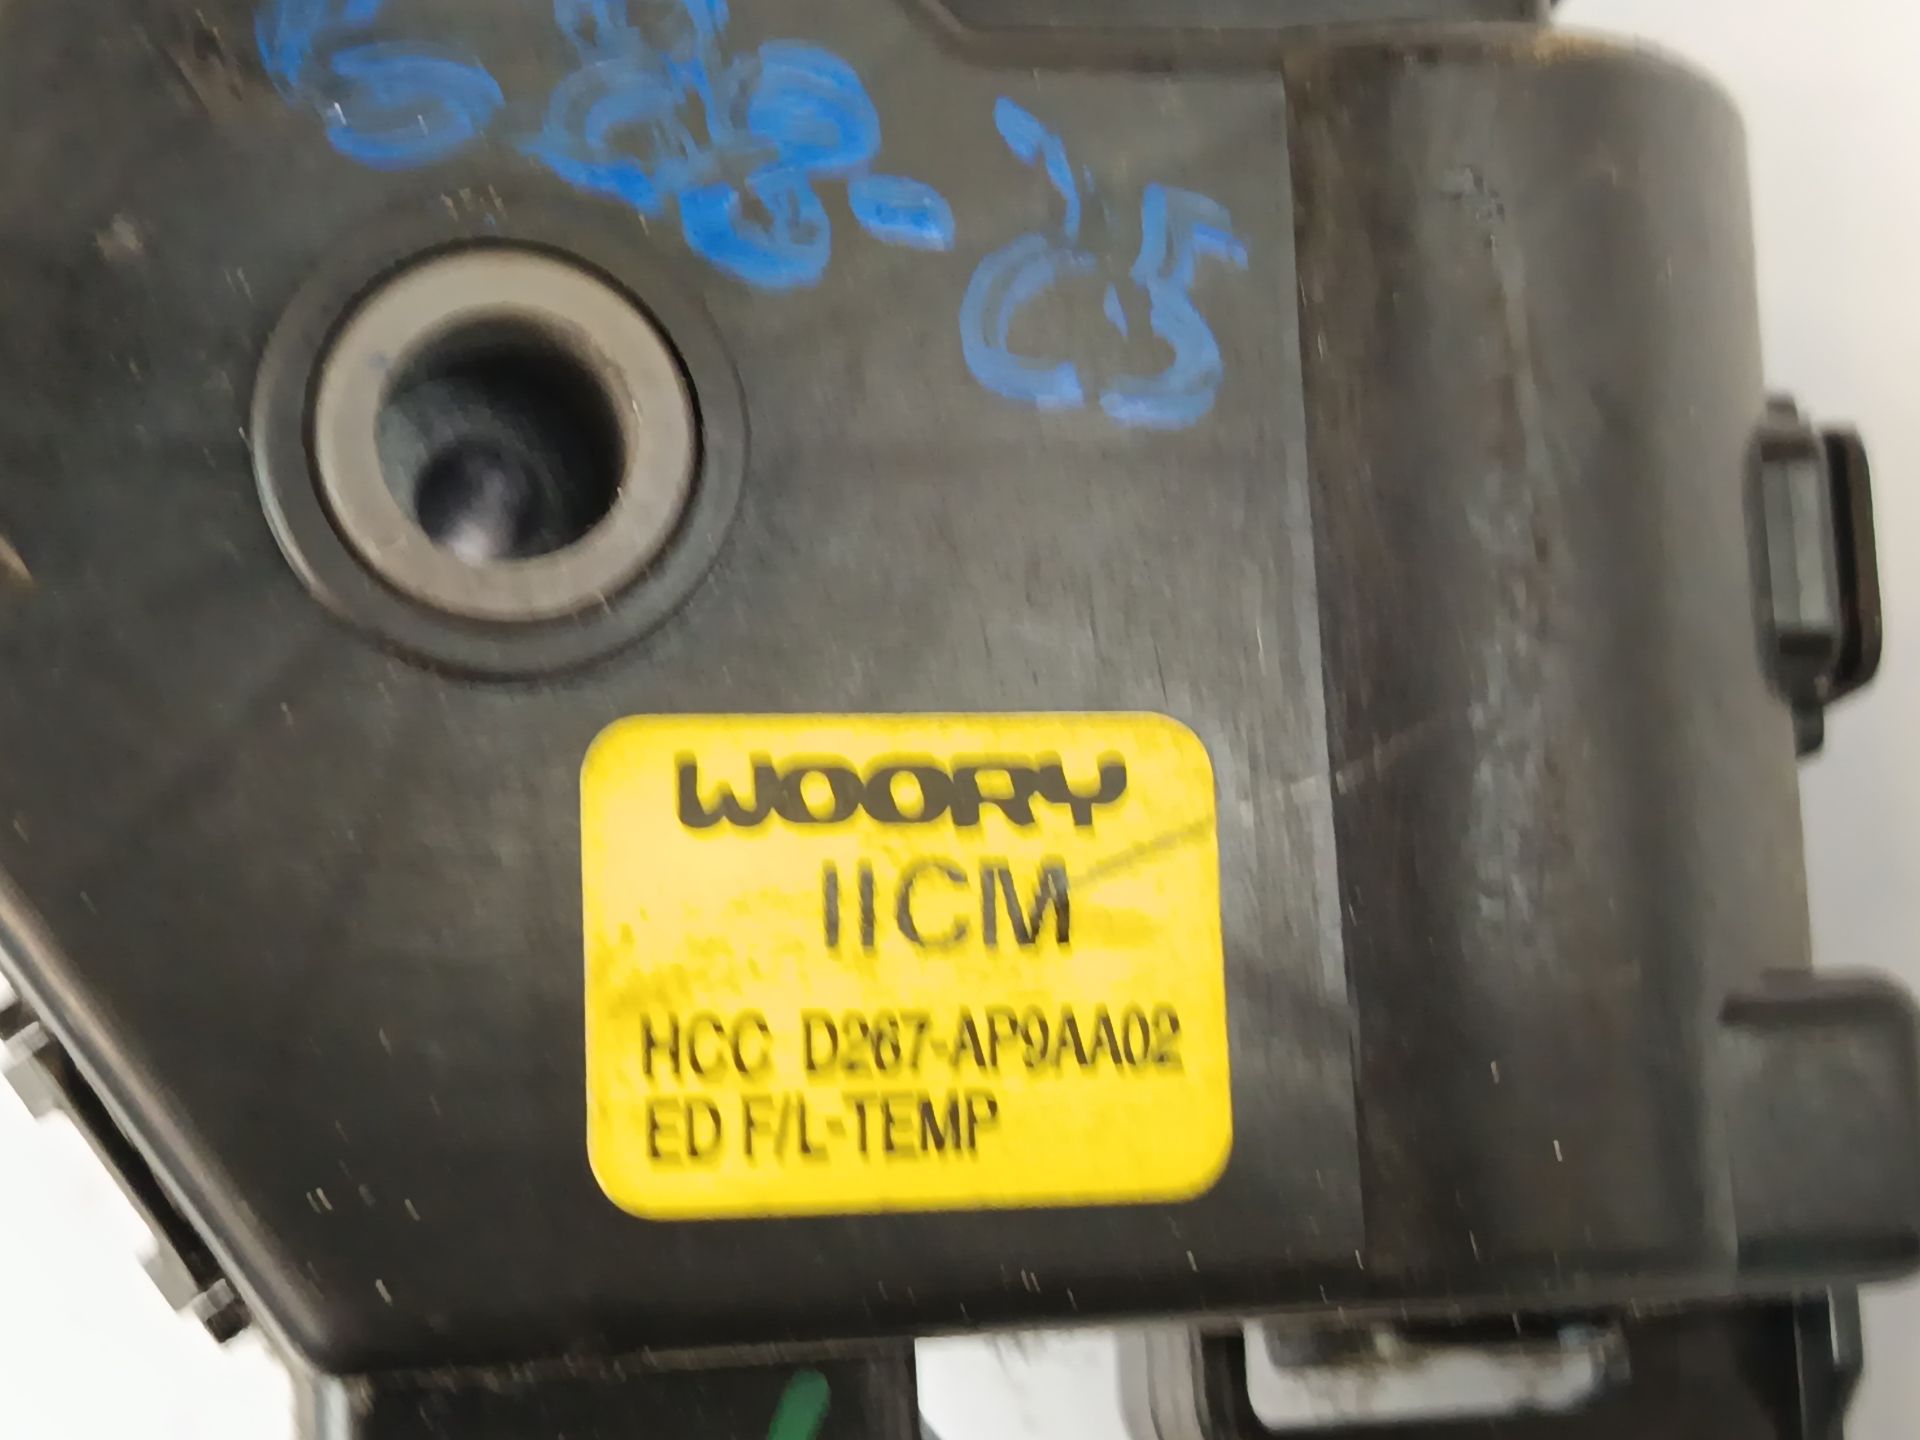 WOORY
IICM
HCC D267-AP9AA02
ED F/L-TEMP